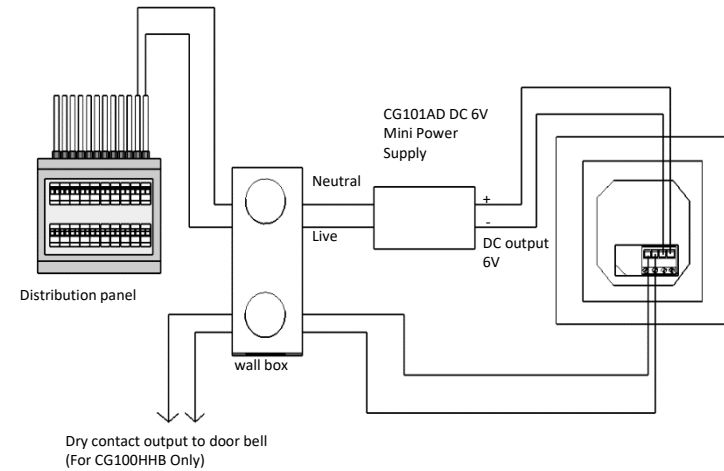 CG101AD DC 6V
Mini Power
Supply
Neutral
+
Live
-
DC output
6V
Distribution panel
wall box
Dry contact output to door bell
(For CG100HHB Only)